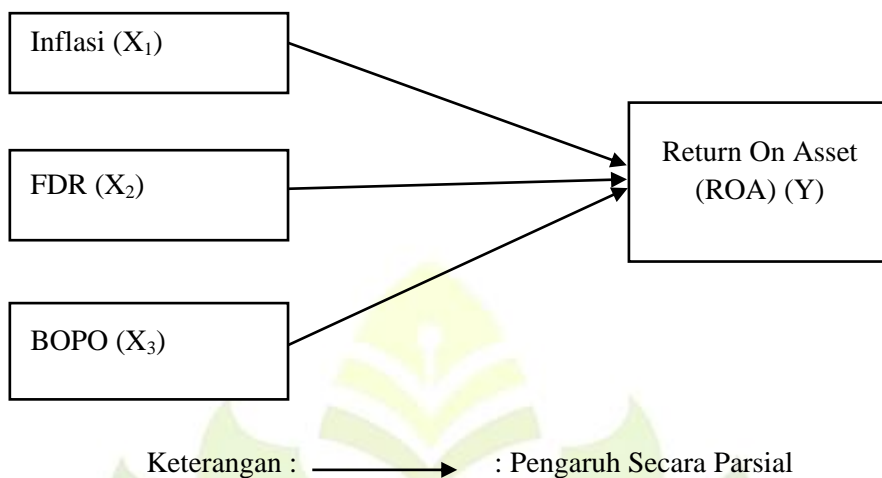 Inflasi (X₁)
FDR (X₂)
BOPO (X₃)
Return On Asset
(ROA) (Y)
Keterangan : : Pengaruh Secara Parsial